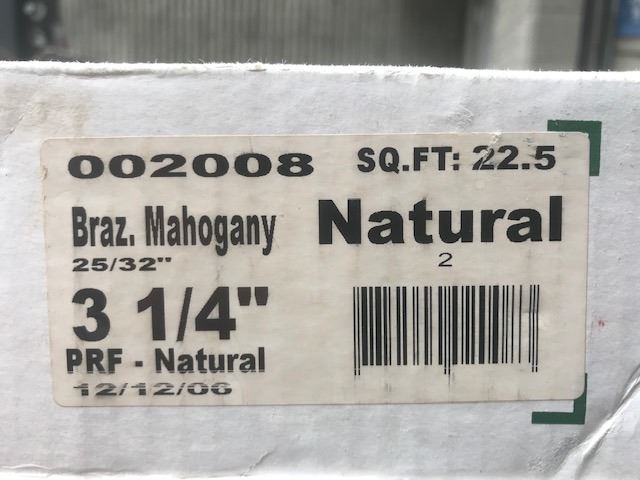 002008 SQ.FT: 22.5
Braz. Mahogany Natural
25/32" 2
3 1/4"
PRF - Natural
12/12/06